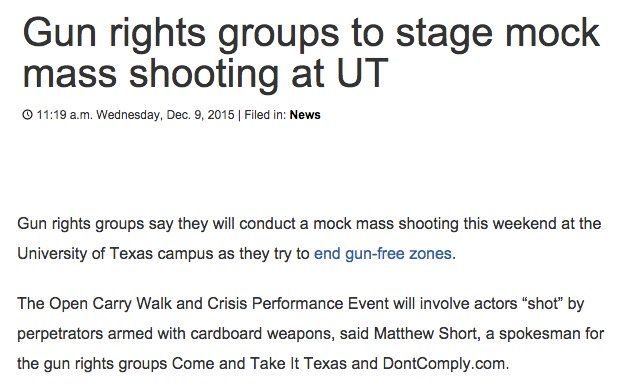 Gun rights groups to stage mock
mass shooting at UT
11:19 a.m. Wednesday, Dec. 9, 2015 | Filed in: News
Gun rights groups say they will conduct a mock mass shooting this weekend at the
University of Texas campus as they try to end gun-free zones.
The Open Carry Walk and Crisis Performance Event will involve actors “shot” by
perpetrators armed with cardboard weapons, said Matthew Short, a spokesman for
the gun rights groups Come and Take It Texas and DontComply.com.